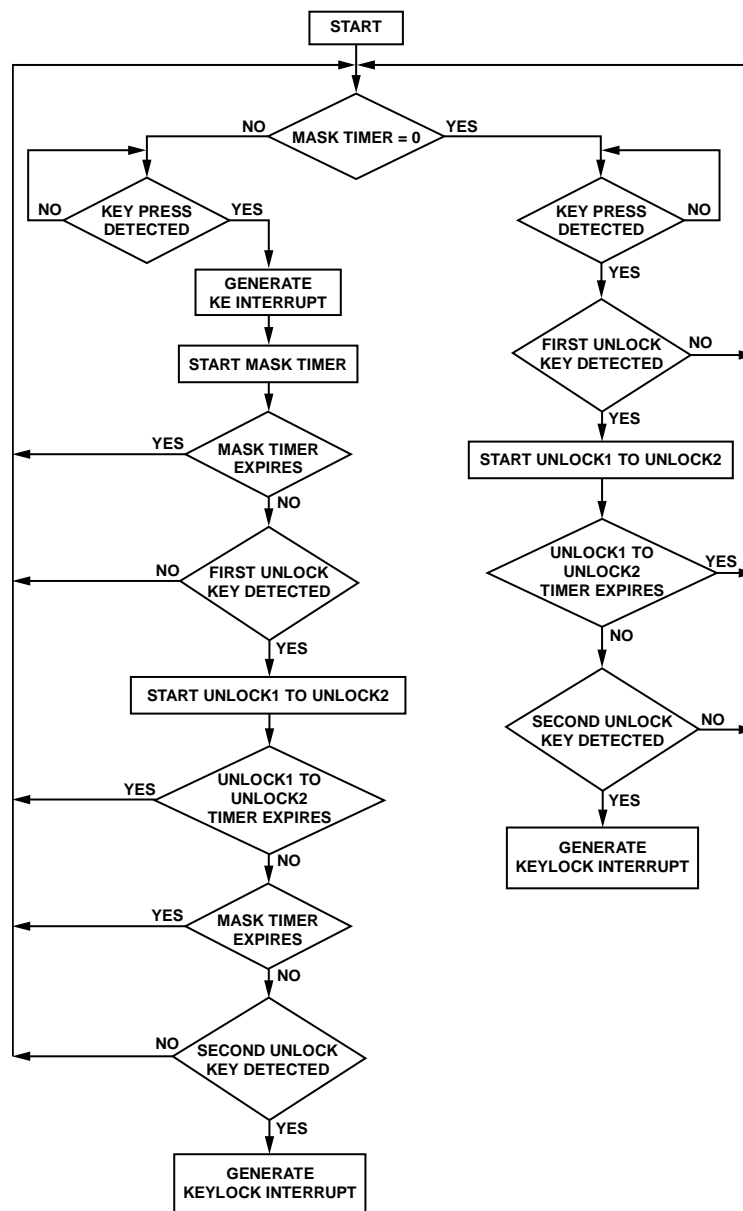 START
MASK TIMER = 0
NO
YES
KEY PRESS
DETECTED
NO
YES
GENERATE
KE INTERRUPT
START MASK TIMER
MASK TIMER
EXPIRES
YES
NO
FIRST UNLOCK
KEY DETECTED
NO
YES
START UNLOCK1 TO UNLOCK2
UNLOCK1 TO
UNLOCK2
TIMER EXPIRES
YES
NO
MASK TIMER
EXPIRES
YES
NO
SECOND UNLOCK
KEY DETECTED
NO
YES
GENERATE
KEYLOCK INTERRUPT
KEY PRESS
DETECTED
NO
YES
FIRST UNLOCK
KEY DETECTED
NO
YES
START UNLOCK1 TO UNLOCK2
UNLOCK1 TO
UNLOCK2
TIMER EXPIRES
YES
NO
SECOND UNLOCK
KEY DETECTED
NO
YES
GENERATE
KEYLOCK INTERRUPT